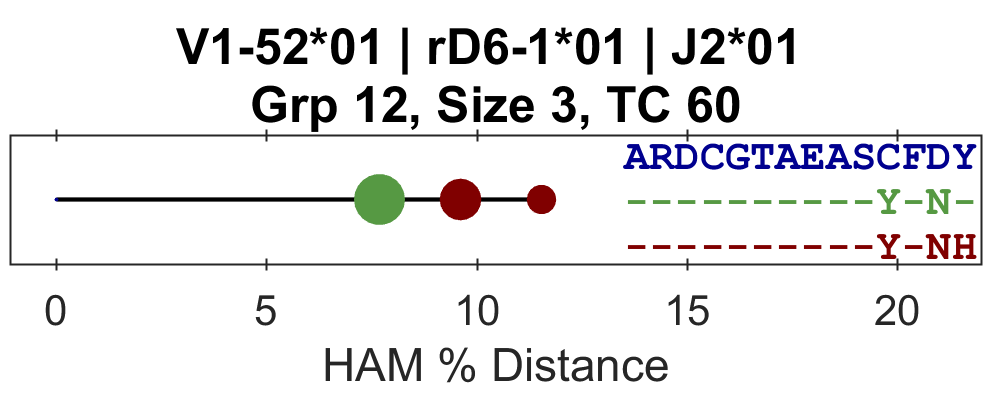 V1-52*01 | rD6-1*01 | J2*01
Grp 12, Size 3, TC 60
ARDCGTAEASCFDY
----------Y-N-
----------Y-NH
0 5 10 15 20
HAM % Distance